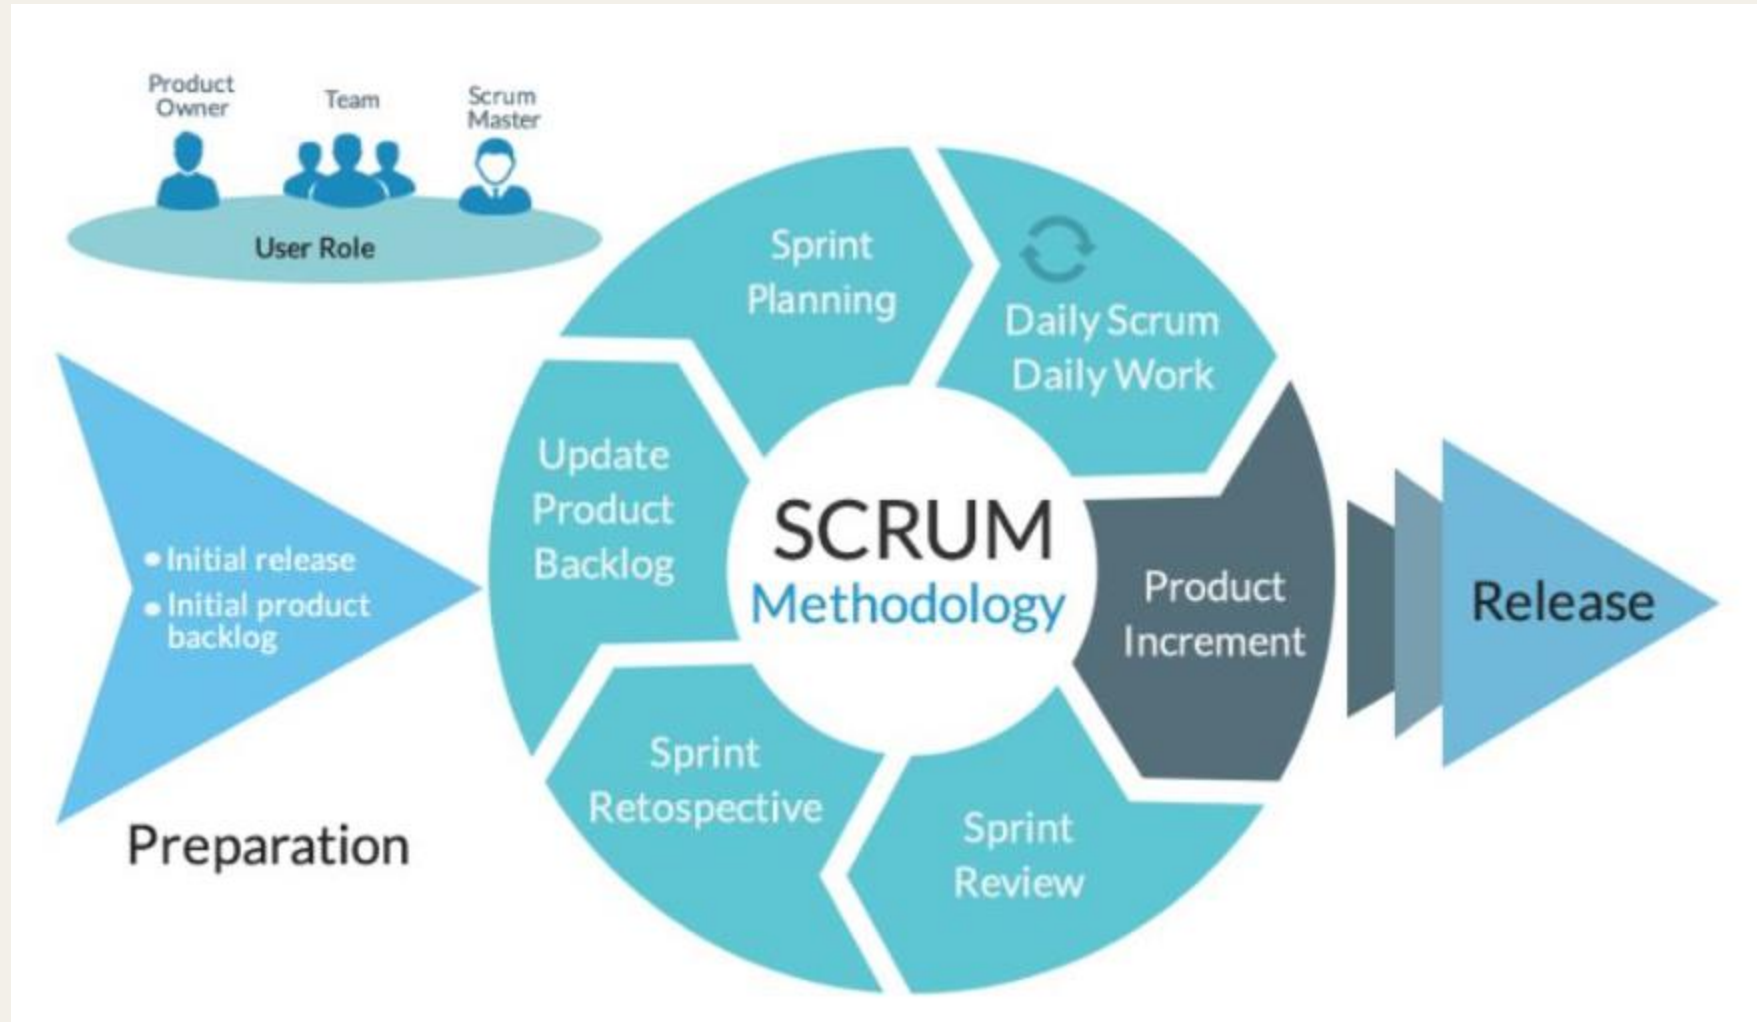 Product
Owner
Team
Scrum
Master
User Role
Sprint
Planning
Daily Scrum
Daily Work
Update
Product
Backlog
SCRUM
Methodology
Product
Increment
Release
• Initial release
• Initial product
backlog
Preparation
Sprint
Retospective
Sprint
Review